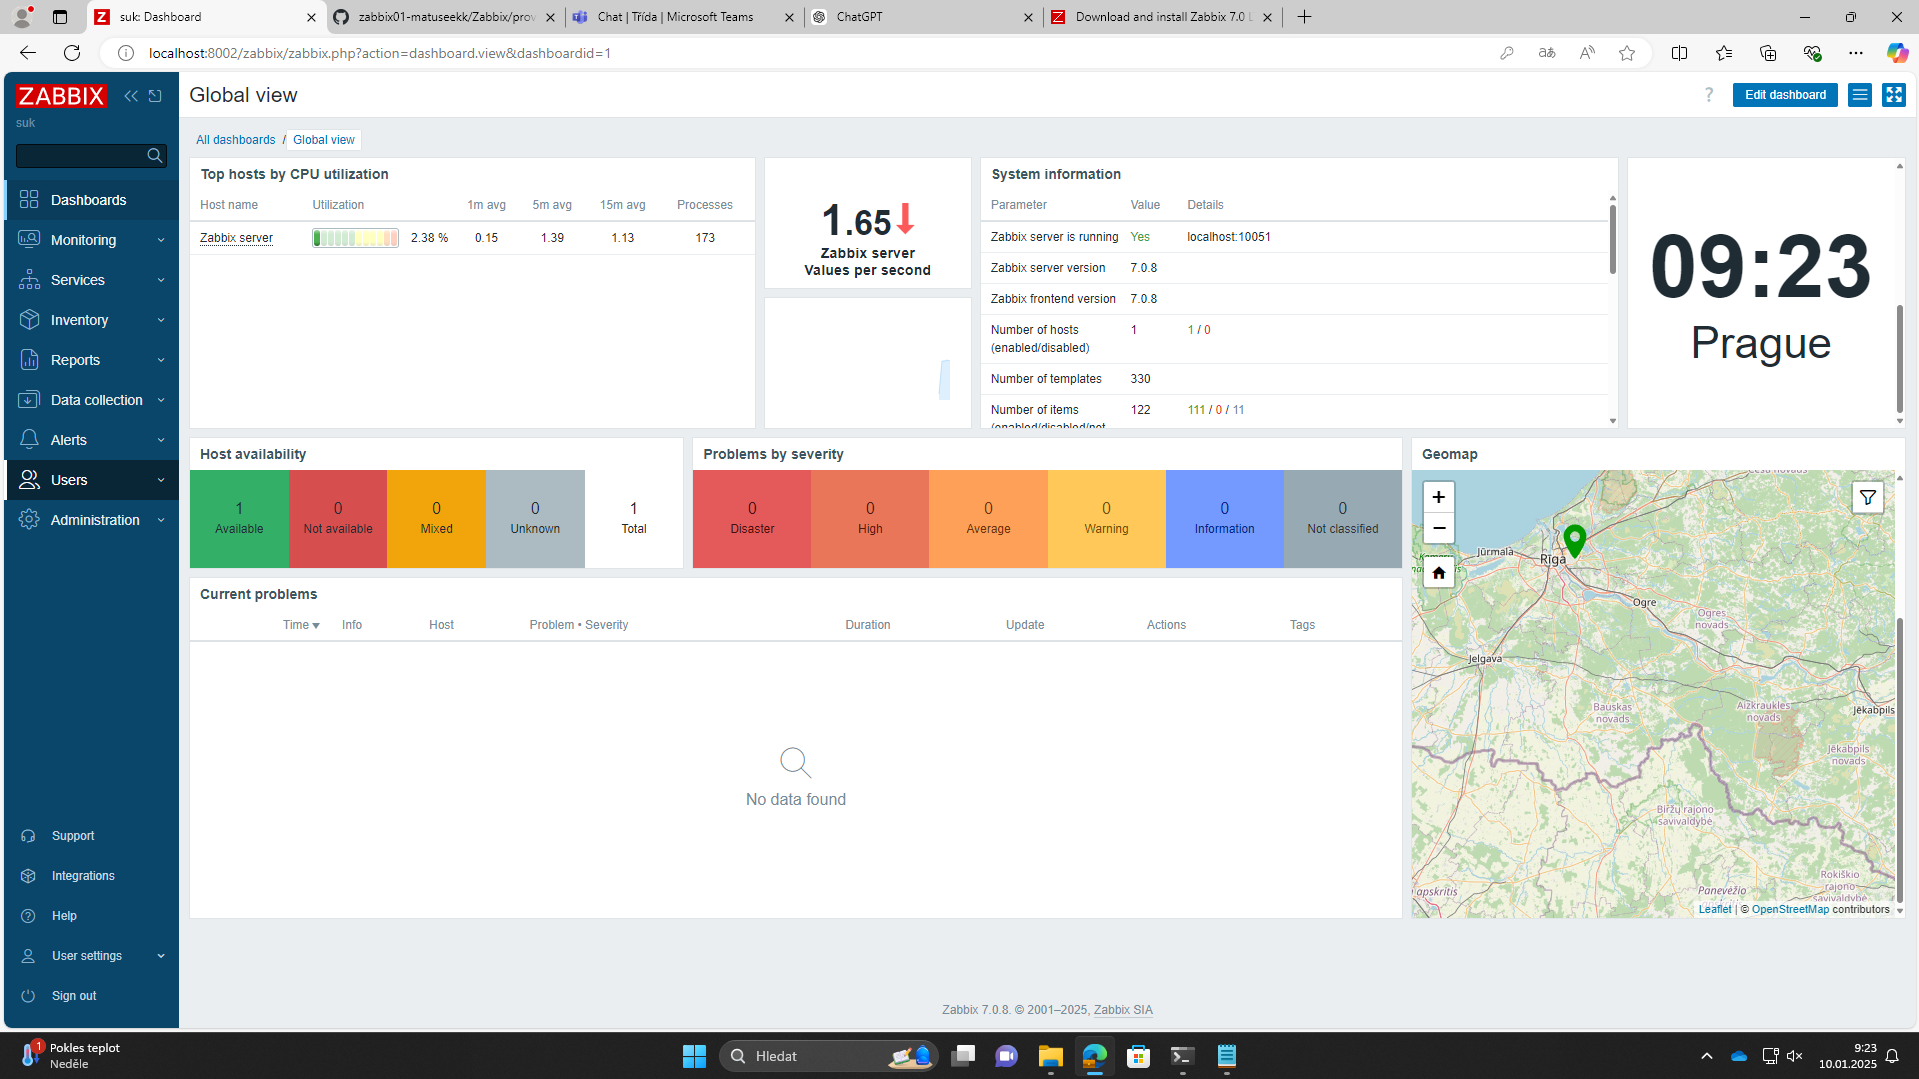 suk: Dashboard
zabbix01-matuseekk/Zabbix/prov
Chat | Třída | Microsoft Teams
ChatGPT
Download and install Zabbix 7.0 L
localhost:8002/zabbix/zabbix.php?action=dashboard.view&dashboardid=1
ZABBIX
suk
Dashboards
Monitoring
Services
Inventory
Reports
Data collection
Alerts
Users
Administration
Support
Integrations
Help
User settings
Sign out
Global view
?
Edit dashboard
All dashboards / Global view
Top hosts by CPU utilization
Host name Utilization 1m avg 5m avg 15m avg Processes
Zabbix server 2.38 % 0.15 1.39 1.13 173
1.65
Zabbix server
Values per second
System information
Parameter Value Details
Zabbix server is running Yes localhost:10051
Zabbix server version 7.0.8
Zabbix frontend version 7.0.8
Number of hosts 1 1 / 0
(enabled/disabled)
Number of templates 330
Number of items 122 111 / 0 / 11
(enabled/disabled/not
09:23
Prague
Host availability
1 0 0 0 1
Available Not available Mixed Unknown Total
Problems by severity
0 0 0 0 0 0
Disaster High Average Warning Information Not classified
Current problems
Time Info Host Problem • Severity Duration Update Actions Tags
No data found
Geomap
+
−
Jūrmala
Rīga
Ogre
Ogres
novads
Jelgava
Bauskas
novads
Aizkraukles
novads
Jēkabpils
Jēkabpils
novads
Biržų rajono
savivaldybė
Rokiškio
rajono
savivaldybė
Panevėžio
apskritis
Leaflet | © OpenStreetMap contributors
Zabbix 7.0.8. © 2001–2025, Zabbix SIA
1
Pokles teplot
Neděle
Hledat
9:23
10.01.2025